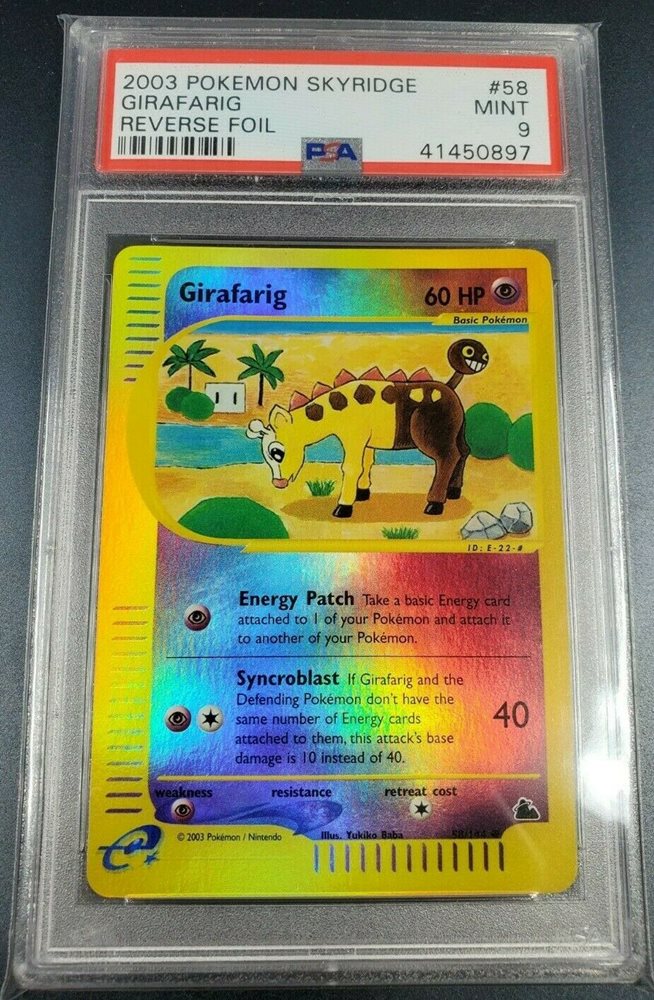 2003 POKEMON SKYRIDGE #58
GIRAFARIG MINT
REVERSE FOIL 9
PSA 41450897
Girafarig 60 HP
Basic Pokémon
ID: E-22-#
Energy Patch Take a basic Energy card
attached to 1 of your Pokémon and attach it
to another of your Pokémon.
Syncroblast If Girafarig and the
Defending Pokémon don't have the
same number of Energy cards
attached to them, this attack's base
damage is 10 instead of 40.
40
weakness resistance retreat cost
© 2003 Pokémon / Nintendo Illus. Yukiko Baba 58/144
e